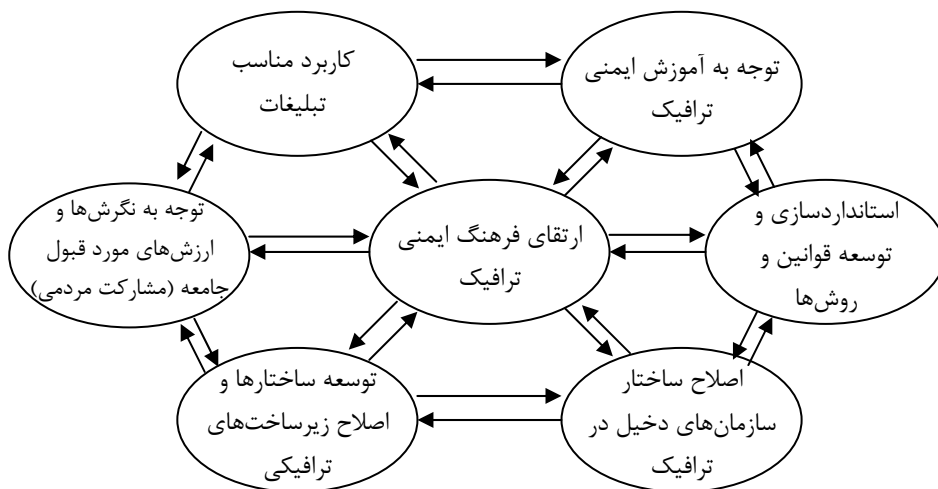 توجه به آموزش ایمنی
ترافیک
کاربرد مناسب
تبلیغات
استانداردسازی و
توسعه قوانین و
روش‌ها
ارتقای فرهنگ ایمنی
ترافیک
توجه به نگرش‌ها و
ارزش‌های مورد قبول
جامعه (مشارکت مردمی)
اصلاح ساختار
سازمان‌های دخیل در
ترافیک
توسعه ساختارها و
اصلاح زیرساخت‌های
ترافیکی